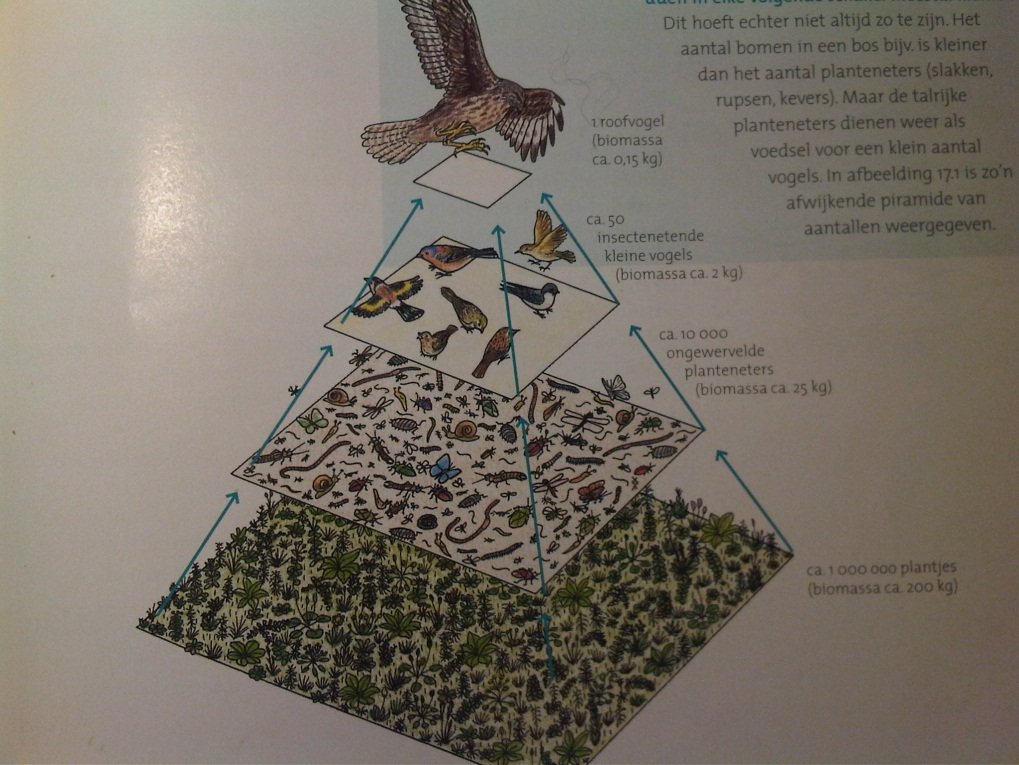 Dit hoeft echter niet altijd zo te zijn. Het
aantal bomen in een bos bijv. is kleiner
dan het aantal planteneters (slakken,
rupsen, kevers). Maar de talrijke
planteneters dienen weer als
voedsel voor een klein aantal
vogels. In afbeelding 17.1 is zo'n
afwijkende piramide van
aantallen weergegeven.
1 roofvogel
(biomassa
ca. 0,15 kg)
ca. 50
insectenetende
kleine vogels
(biomassa ca. 2 kg)
ca. 10 000
ongewervelde
planteneters
(biomassa ca. 25 kg)
ca. 1 000 000 plantjes
(biomassa ca. 200 kg)